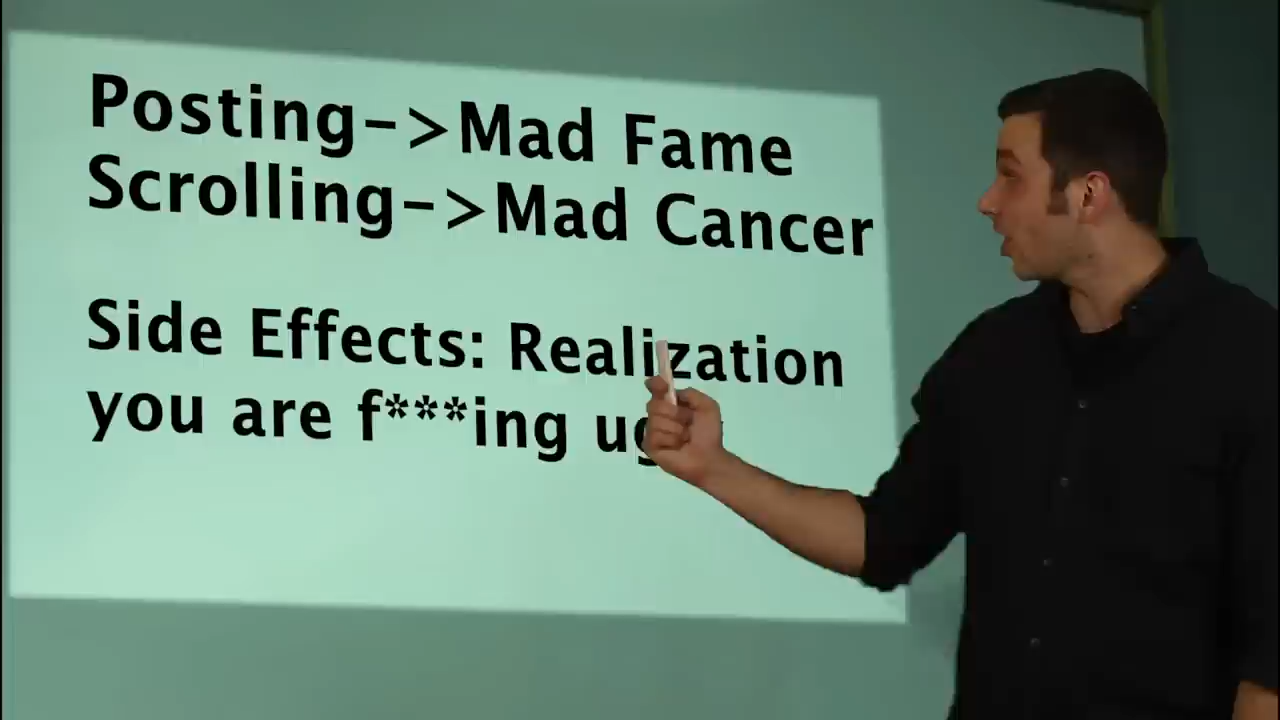 Posting->Mad Fame
Scrolling->Mad Cancer
Side Effects: Realization
you are f***ing